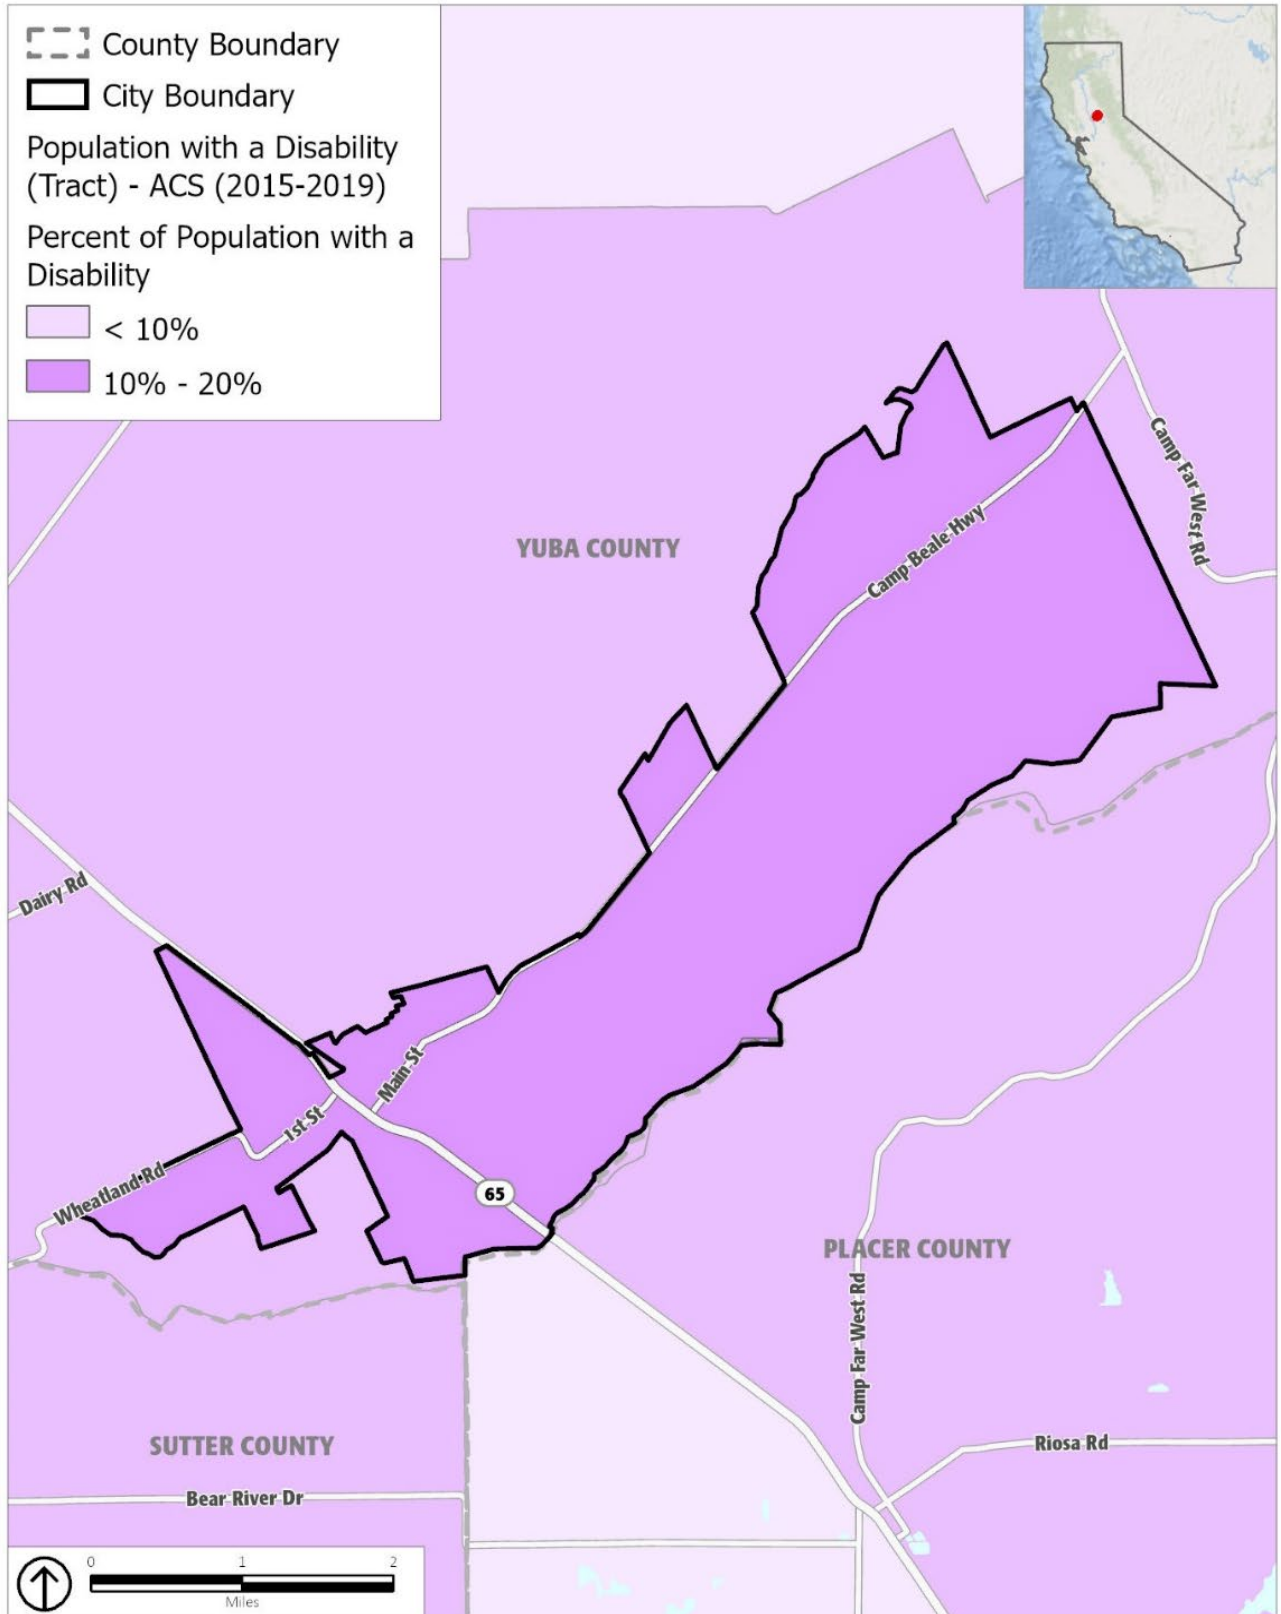 County Boundary
City Boundary
Population with a Disability
(Tract) - ACS (2015-2019)
Percent of Population with a
Disability
< 10%
10% - 20%
Camp Far West Rd
YUBA COUNTY
Camp Beale Hwy
Dairy Rd
Main St
1st St
Wheatland Rd
65
PLACER COUNTY
Camp Far West Rd
SUTTER COUNTY
Riosa Rd
Bear River Dr
0 1 2
Miles